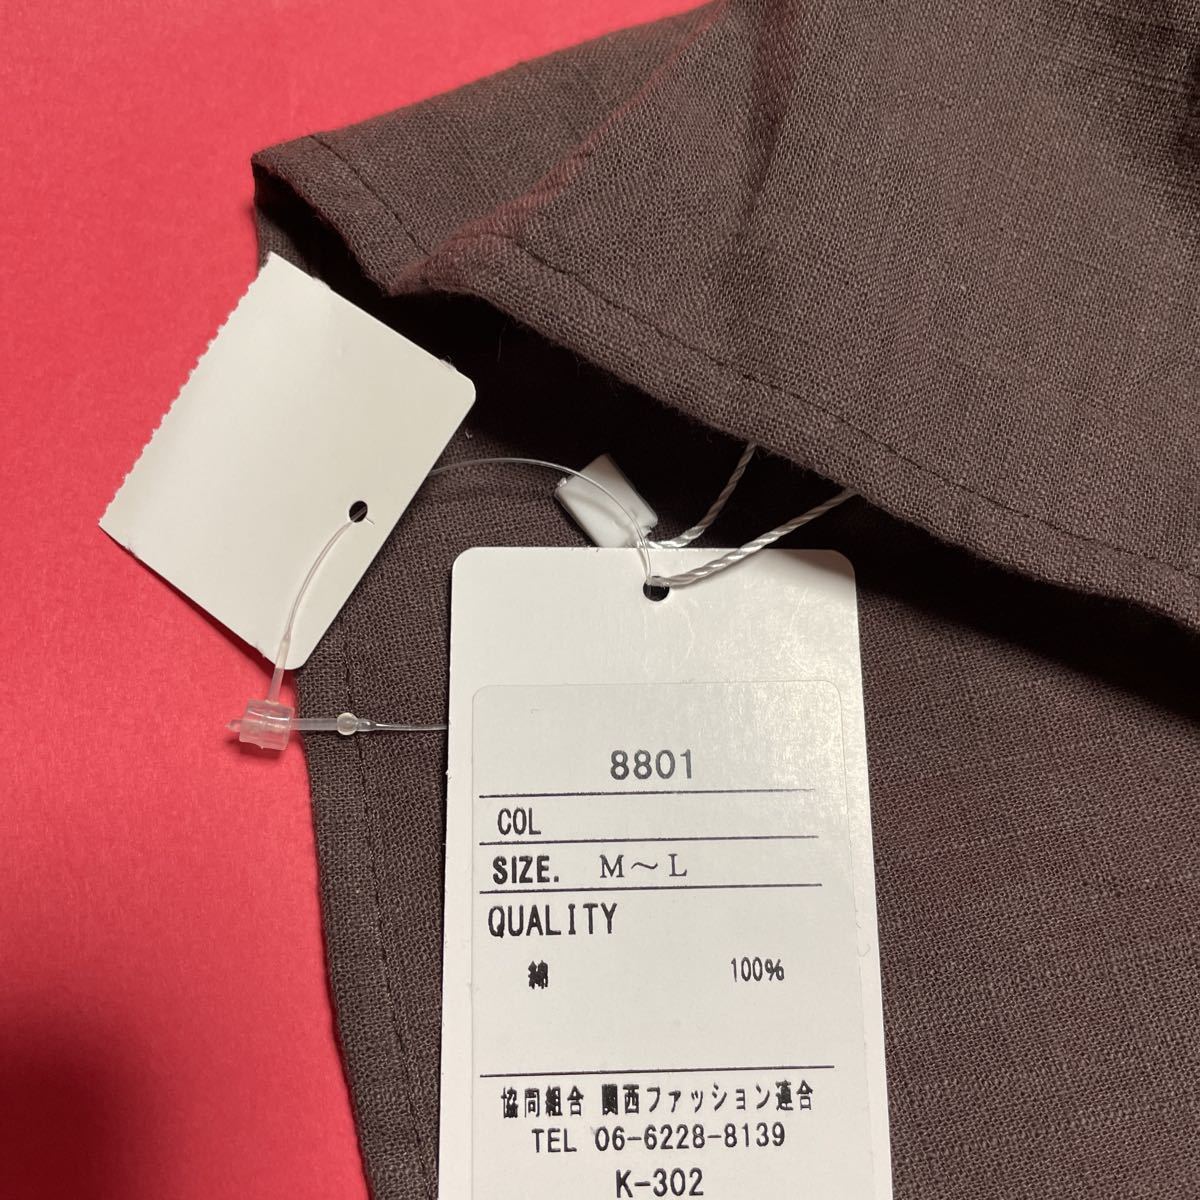 8801
COL
SIZE. M～L
QUALITY
綿 100%
協同組合 関西ファッション連合
TEL 06-6228-8139
K-302